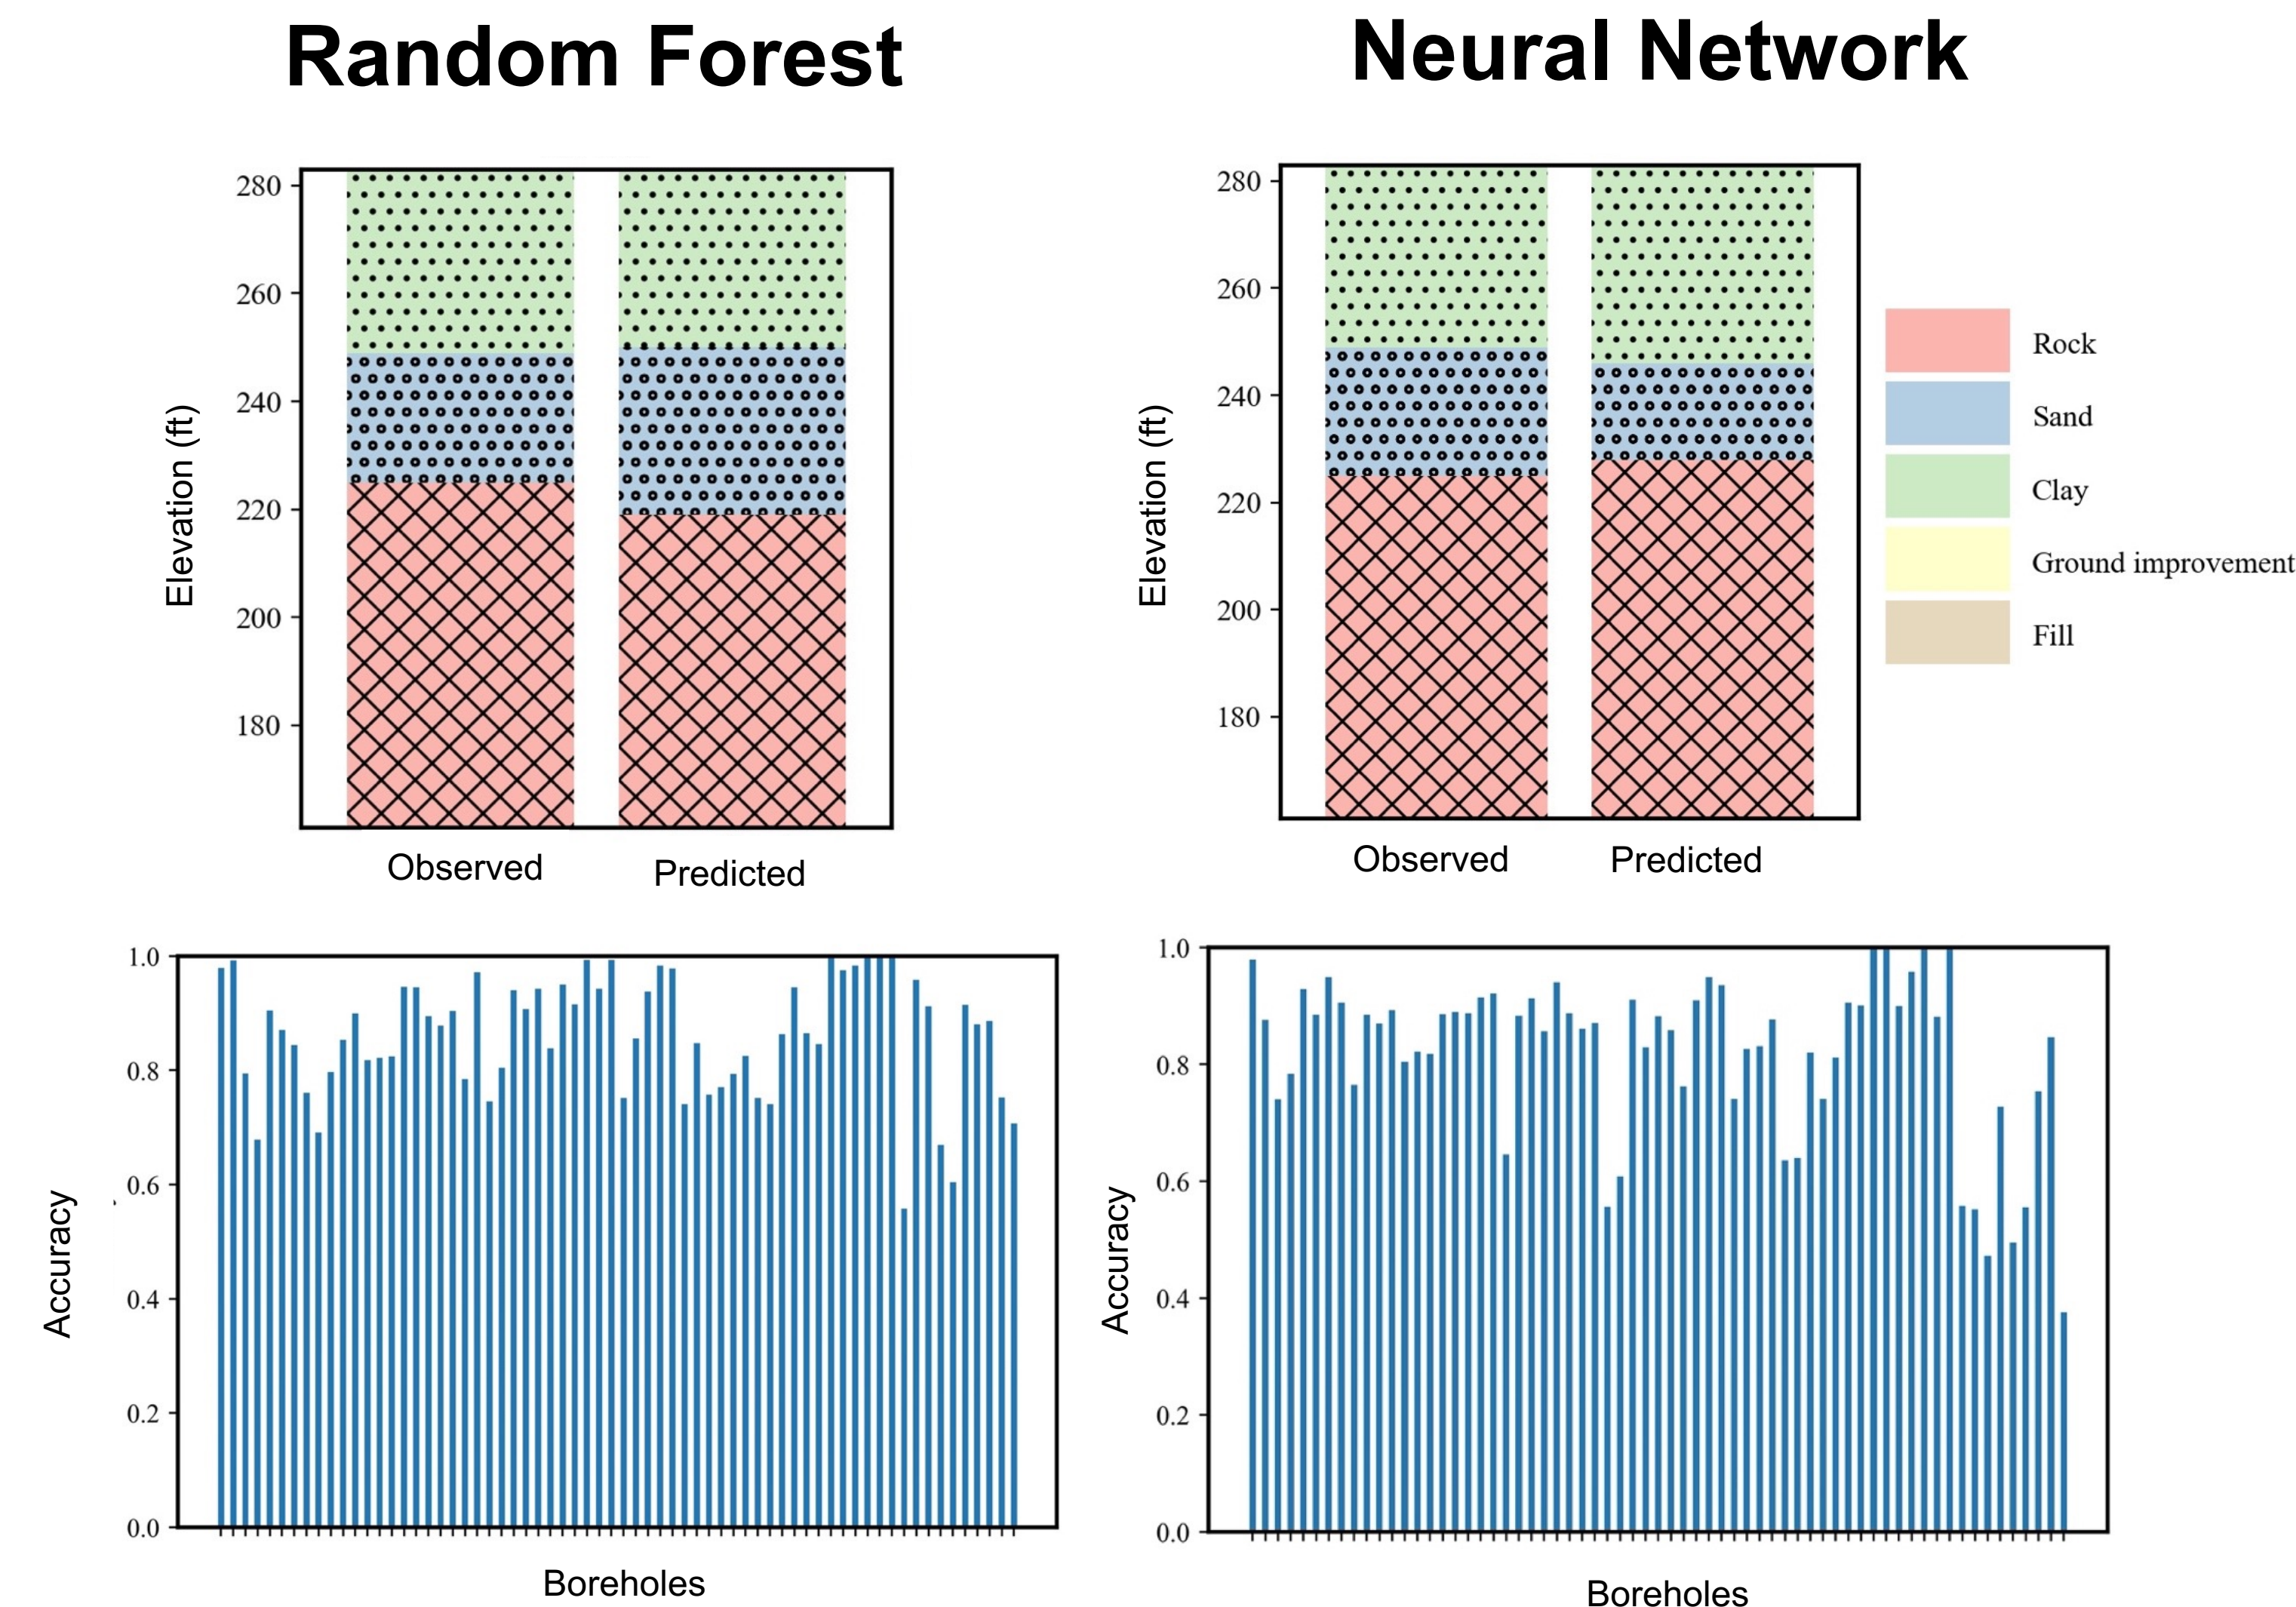 Random Forest
Neural Network
280
260
240
220
200
180
Elevation (ft)
Observed
Predicted
280
260
240
220
200
180
Elevation (ft)
Observed
Predicted
Rock
Sand
Clay
Ground improvement
Fill
1.0
0.8
0.6
0.4
0.2
0.0
Accuracy
Boreholes
1.0
0.8
0.6
0.4
0.2
0.0
Accuracy
Boreholes